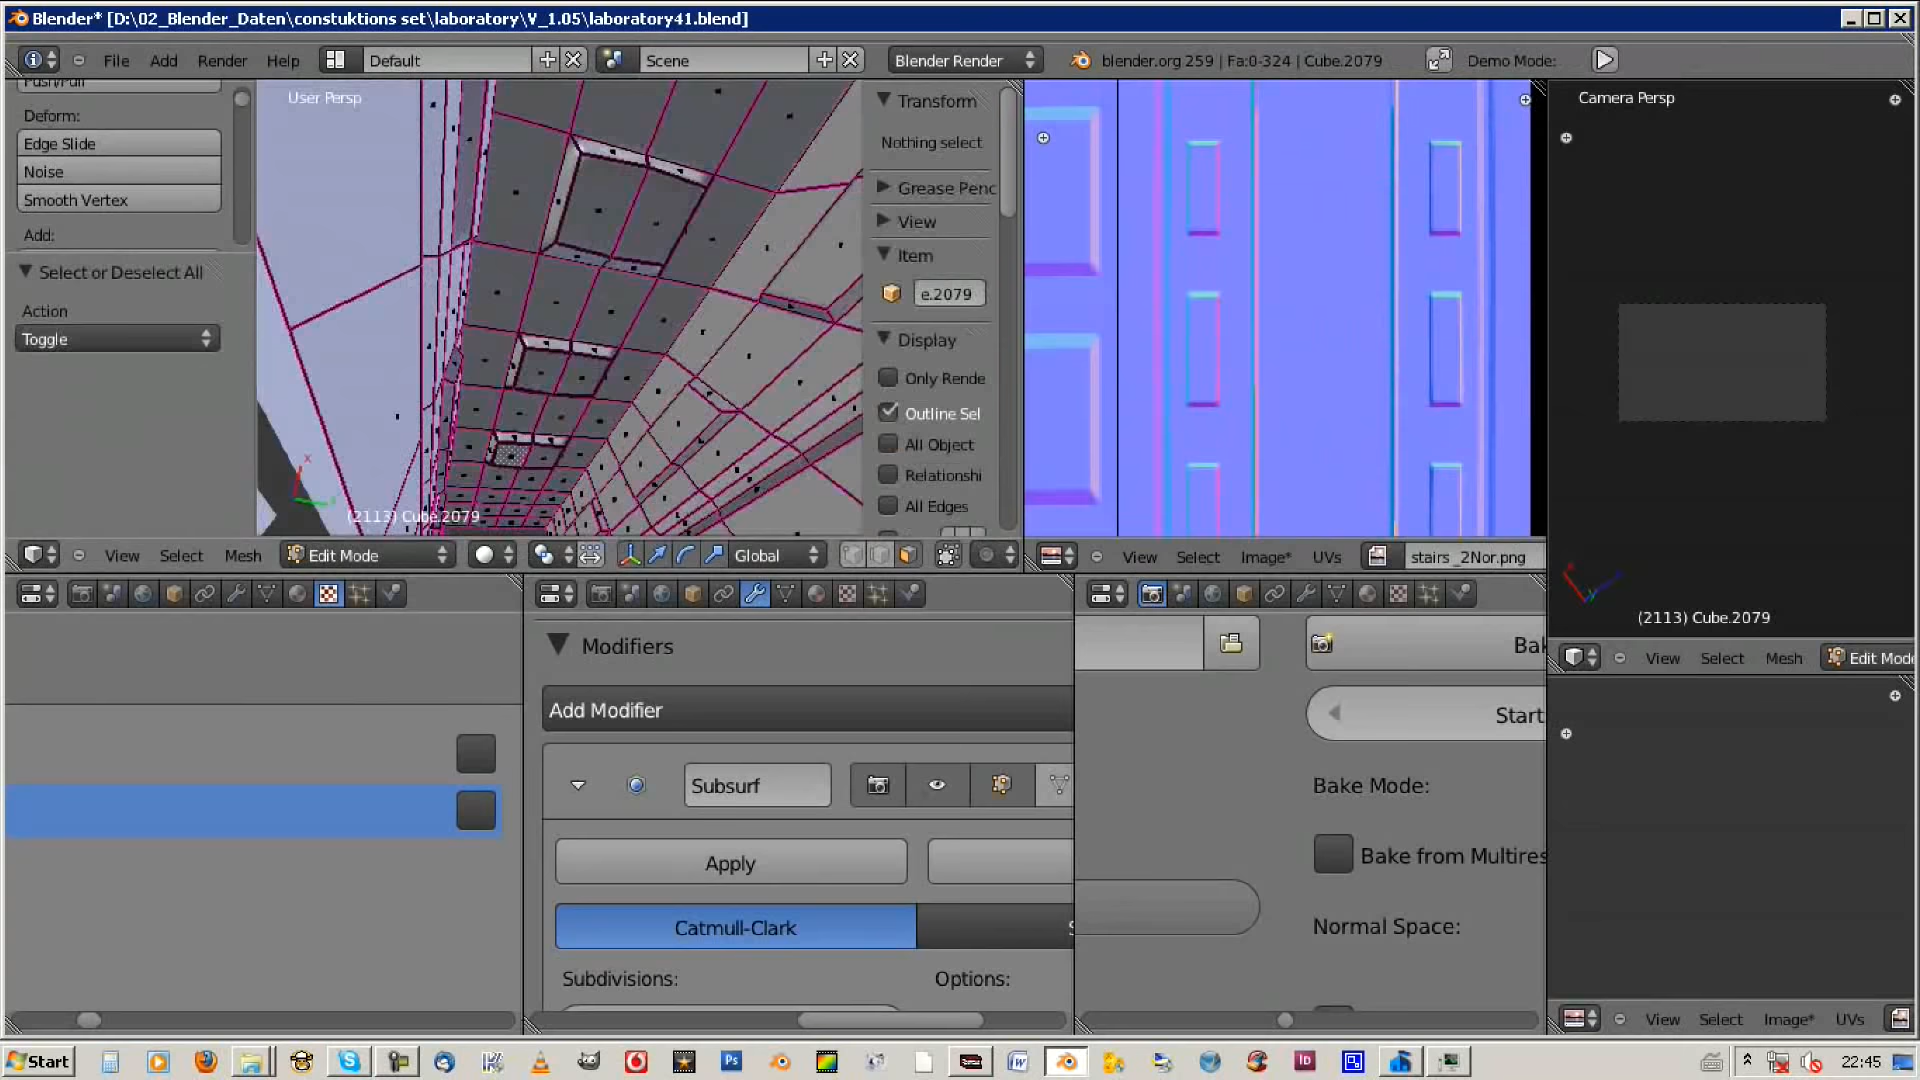 Blender* [D:\02_Blender_Daten\constuktions set\laboratory\V_1.05\laboratory41.blend]
File Add Render Help Default Scene Blender Render blender.org 259 | Fa:0-324 | Cube.2079 Demo Mode:
Push/Pull
Deform:
Edge Slide
Noise
Smooth Vertex
Add:
Select or Deselect All
Action
Toggle
User Persp
(2113) Cube.2079
Transform
Nothing select
Grease Penc
View
Item
e.2079
Display
Only Rende
Outline Sel
All Object
Relationshi
All Edges
Camera Persp
(2113) Cube.2079
View Select Mesh Edit Mode Global
View Select Image* UVs stairs _2Nor.png
View Select Mesh Edit Mode
Modifiers
Add Modifier
Subsurf
Apply
Catmull-Clark
Subdivisions: Options:
Bak
Start
Bake Mode:
Bake from Multires
Normal Space:
View Select Image* UVs
Start 22:45